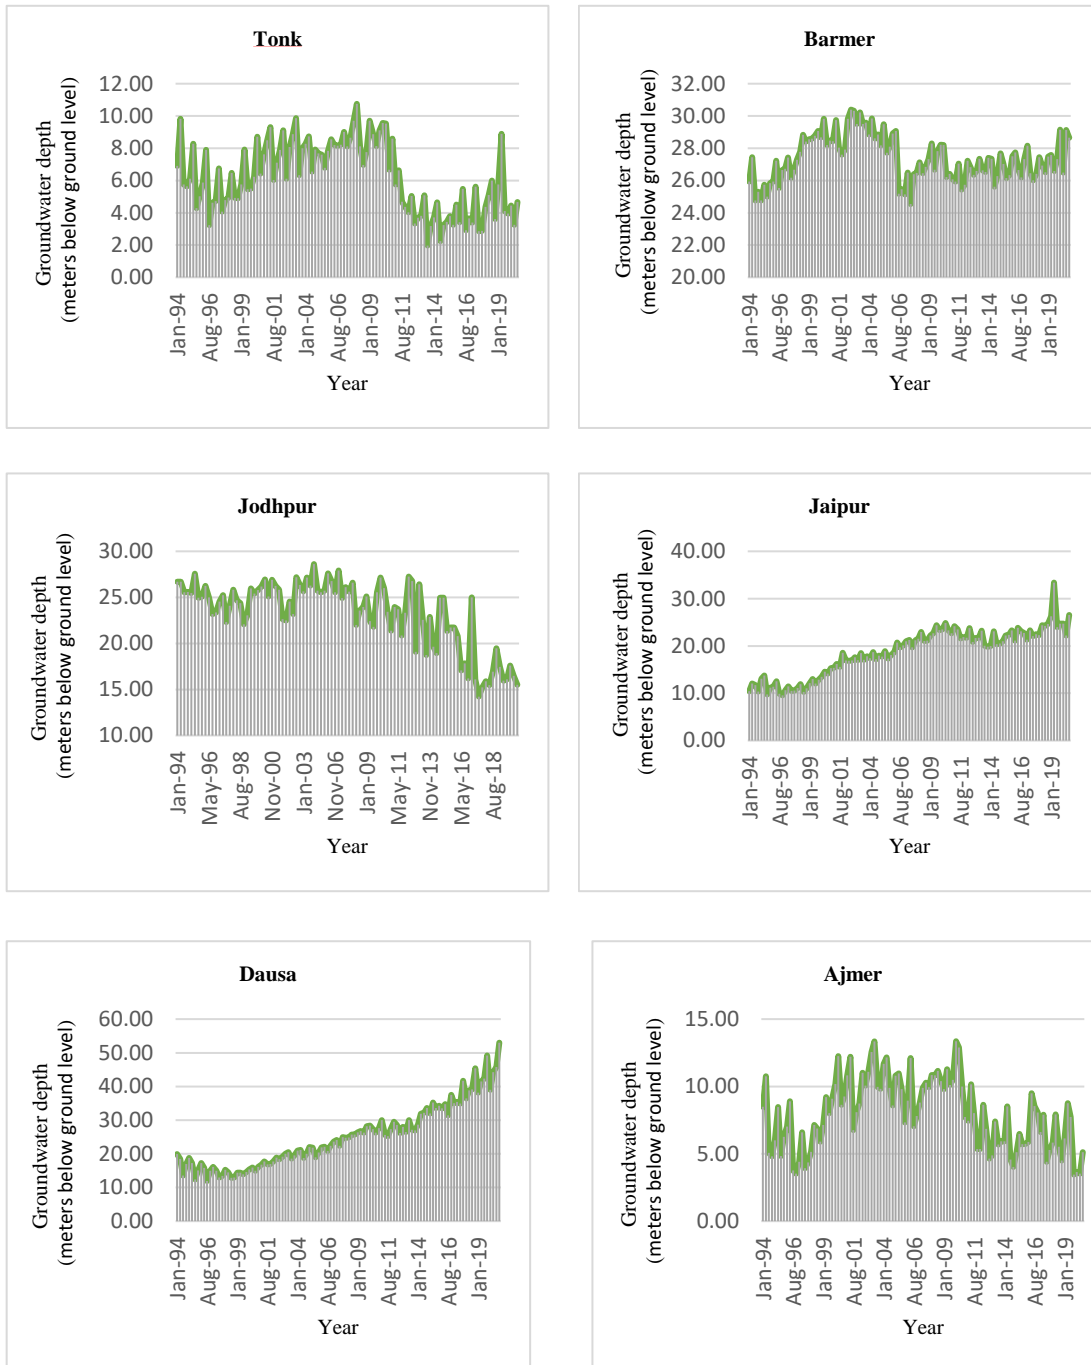 Tonk
Groundwater depth
(meters below ground level)
12.00
10.00
8.00
6.00
4.00
2.00
0.00
Jan-94
Aug-96
Jan-99
Aug-01
Jan-04
Aug-06
Jan-09
Aug-11
Jan-14
Aug-16
Jan-19
Year
Barmer
Groundwater depth
(meters below ground level)
32.00
30.00
28.00
26.00
24.00
22.00
20.00
Jan-94
Aug-96
Jan-99
Aug-01
Jan-04
Aug-06
Jan-09
Aug-11
Jan-14
Aug-16
Jan-19
Year
Jodhpur
Groundwater depth
(meters below ground level)
30.00
25.00
20.00
15.00
10.00
Jan-94
May-96
Aug-98
Nov-00
Jan-03
Aug-06
Jan-09
May-11
Nov-13
May-16
Aug-18
Year
Jaipur
Groundwater depth
(meters below ground level)
40.00
30.00
20.00
10.00
0.00
Jan-94
Aug-96
Jan-99
Aug-01
Jan-04
Aug-06
Jan-09
Aug-11
Jan-14
Aug-16
Jan-19
Year
Dausa
Groundwater depth
(meters below ground level)
60.00
50.00
40.00
30.00
20.00
10.00
0.00
Jan-94
Aug-96
Jan-99
Aug-01
Jan-04
Aug-06
Jan-09
Aug-11
Jan-14
Aug-16
Jan-19
Year
Ajmer
Groundwater depth
(meters below ground level)
15.00
10.00
5.00
0.00
Jan-94
Aug-96
Jan-99
Aug-01
Jan-04
Aug-06
Jan-09
Aug-11
Jan-14
Aug-16
Jan-19
Year